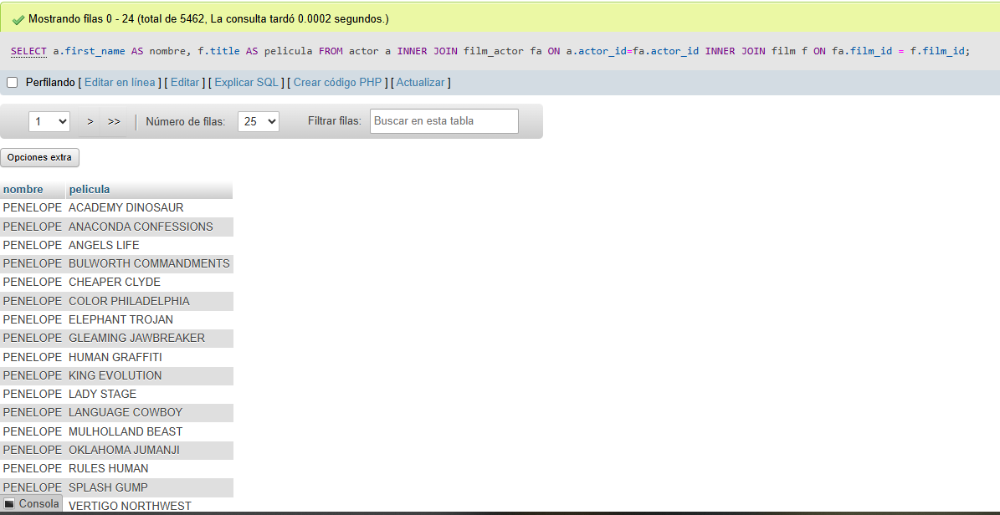 Mostrando filas 0 - 24 (total de 5462, La consulta tardó 0.0002 segundos.)
SELECT a.first_name AS nombre, f.title AS pelicula FROM actor a INNER JOIN film_actor fa ON a.actor_id=fa.actor_id INNER JOIN film f ON fa.film_id = f.film_id;
Perfilando [ Editar en línea ] [ Editar ] [ Explicar SQL ] [ Crear código PHP ] [ Actualizar ]
1 > >> | Número de filas: 25 Filtrar filas: Buscar en esta tabla
Opciones extra
nombre pelicula
PENELOPE ACADEMY DINOSAUR
PENELOPE ANACONDA CONFESSIONS
PENELOPE ANGELS LIFE
PENELOPE BULWORTH COMMANDMENTS
PENELOPE CHEAPER CLYDE
PENELOPE COLOR PHILADELPHIA
PENELOPE ELEPHANT TROJAN
PENELOPE GLEAMING JAWBREAKER
PENELOPE HUMAN GRAFFITI
PENELOPE KING EVOLUTION
PENELOPE LADY STAGE
PENELOPE LANGUAGE COWBOY
PENELOPE MULHOLLAND BEAST
PENELOPE OKLAHOMA JUMANJI
PENELOPE RULES HUMAN
PENELOPE SPLASH GUMP
Consola VERTIGO NORTHWEST